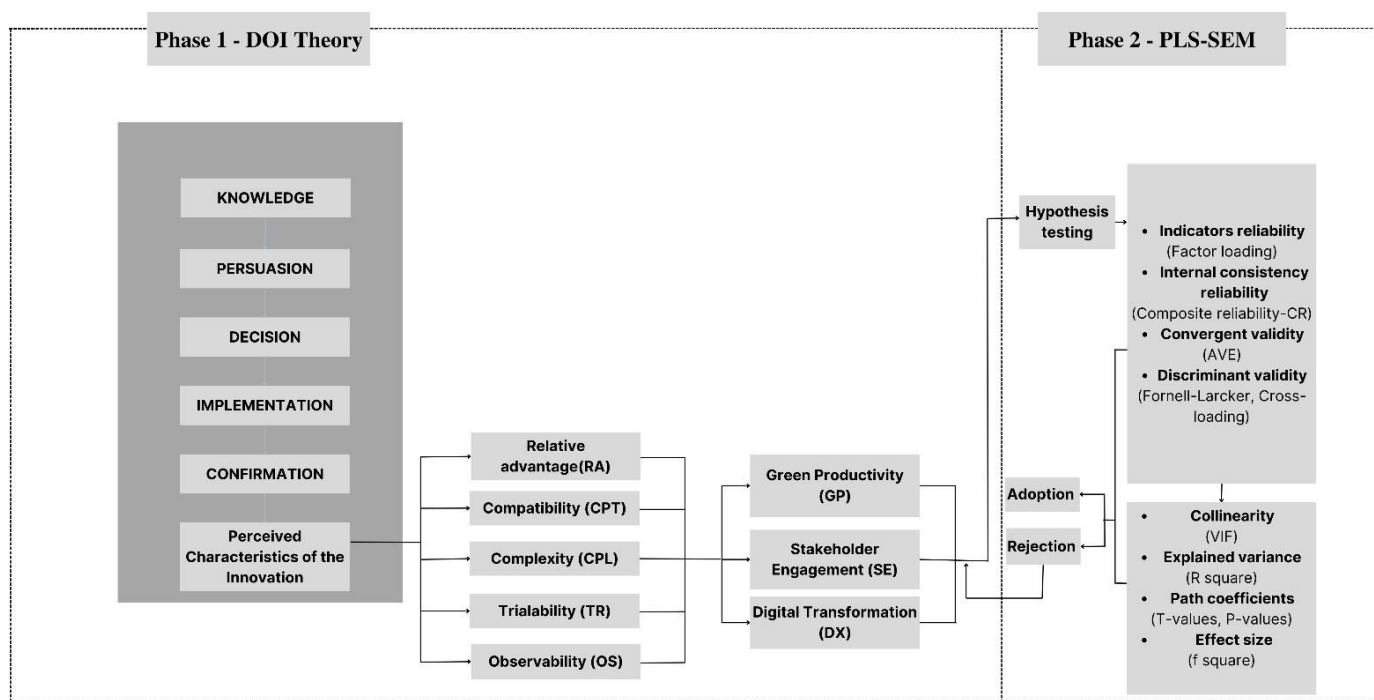 Phase 1 - DOI Theory
KNOWLEDGE
PERSUASION
DECISION
IMPLEMENTATION
CONFIRMATION
Perceived
Characteristics of the
Innovation
Relative
advantage(RA)
Compatibility (CPT)
Complexity (CPL)
Trialability (TR)
Observability (OS)
Green Productivity
(GP)
Stakeholder
Engagement (SE)
Digital Transformation
(DX)
Phase 2 - PLS-SEM
Hypothesis
testing
• Indicators reliability
(Factor loading)
• Internal consistency
reliability
(Composite reliability-CR)
• Convergent validity
(AVE)
• Discriminant validity
(Fornell-Larcker, Cross-
loading)
Adoption
Rejection
• Collinearity
(VIF)
• Explained variance
(R square)
• Path coefficients
(T-values, P-values)
• Effect size
(f square)